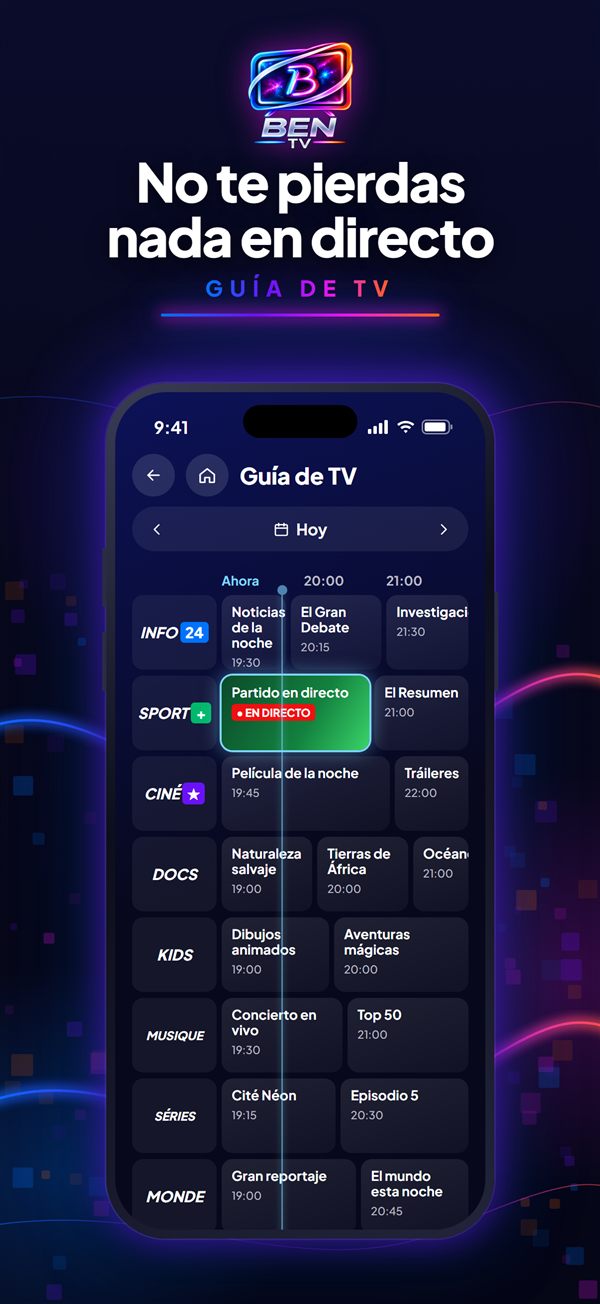 B
BEN
TV
No te pierdas
nada en directo
GUÍA DE TV
9:41
Guía de TV
Hoy
Ahora 20:00 21:00
INFO 24
Noticias
de la
noche
19:30
El Gran
Debate
20:15
Investigaci
21:30
SPORT +
Partido en directo
• EN DIRECTO
El Resumen
21:00
CINÉ
Película de la noche
19:45
Tráileres
22:00
DOCS
Naturaleza
salvaje
19:00
Tierras de
África
20:00
Océan
21:00
KIDS
Dibujos
animados
19:00
Aventuras
mágicas
20:00
MUSIQUE
Concierto en
vivo
19:30
Top 50
21:00
SÉRIES
Cité Néon
19:15
Episodio 5
20:30
MONDE
Gran reportaje
19:00
El mundo
esta noche
20:45